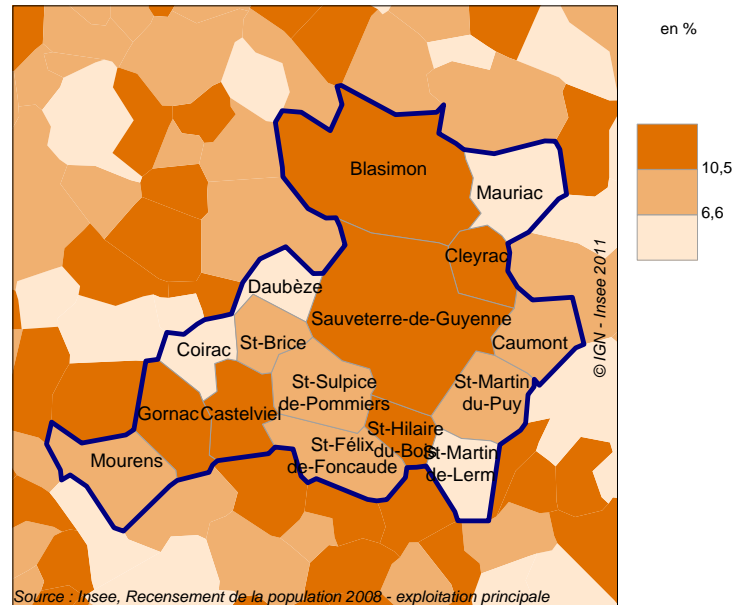 en %
10,5
6,6
Blasimon
Mauriac
Cleyrac
Daubèze
Sauveterre-de-Guyenne
Caumont
St-Brice
Coirac
St-Sulpice
de-Pommiers
St-Martin
du-Puy
Gornac
Castelviel
St-Hilaire
du-Bois
St-Félix
de-Foncaude
St-Martin
de-Lerm
Mourens
© IGN - Insee 2011
Source : Insee, Recensement de la population 2008 - exploitation principale